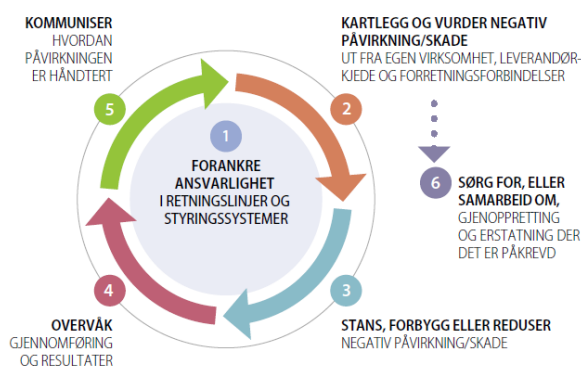 1
FORANKRE
ANSVARLIGHET
I RETNINGSLINJER OG
STYRINGSSYSTEMER
2
KARTLEGG OG VURDER NEGATIV
PÅVIRKNING/SKADE
UT FRA EGEN VIRKSOMHET, LEVERANDØR-
KJEDE OG FORRETNINGSFORBINDELSER
3
STANS, FORBYGG ELLER REDUSER
NEGATIV PÅVIRKNING/SKADE
4
OVERVÅK
GJENNOMFØRING
OG RESULTATER
5
KOMMUNISER
HVORDAN
PÅVIRKNINGEN
ER HÅNDTERT
6
SØRG FOR, ELLER
SAMARBEID OM,
GJENOPPRETTING
OG ERSTATNING DER
DET ER PÅKREVD